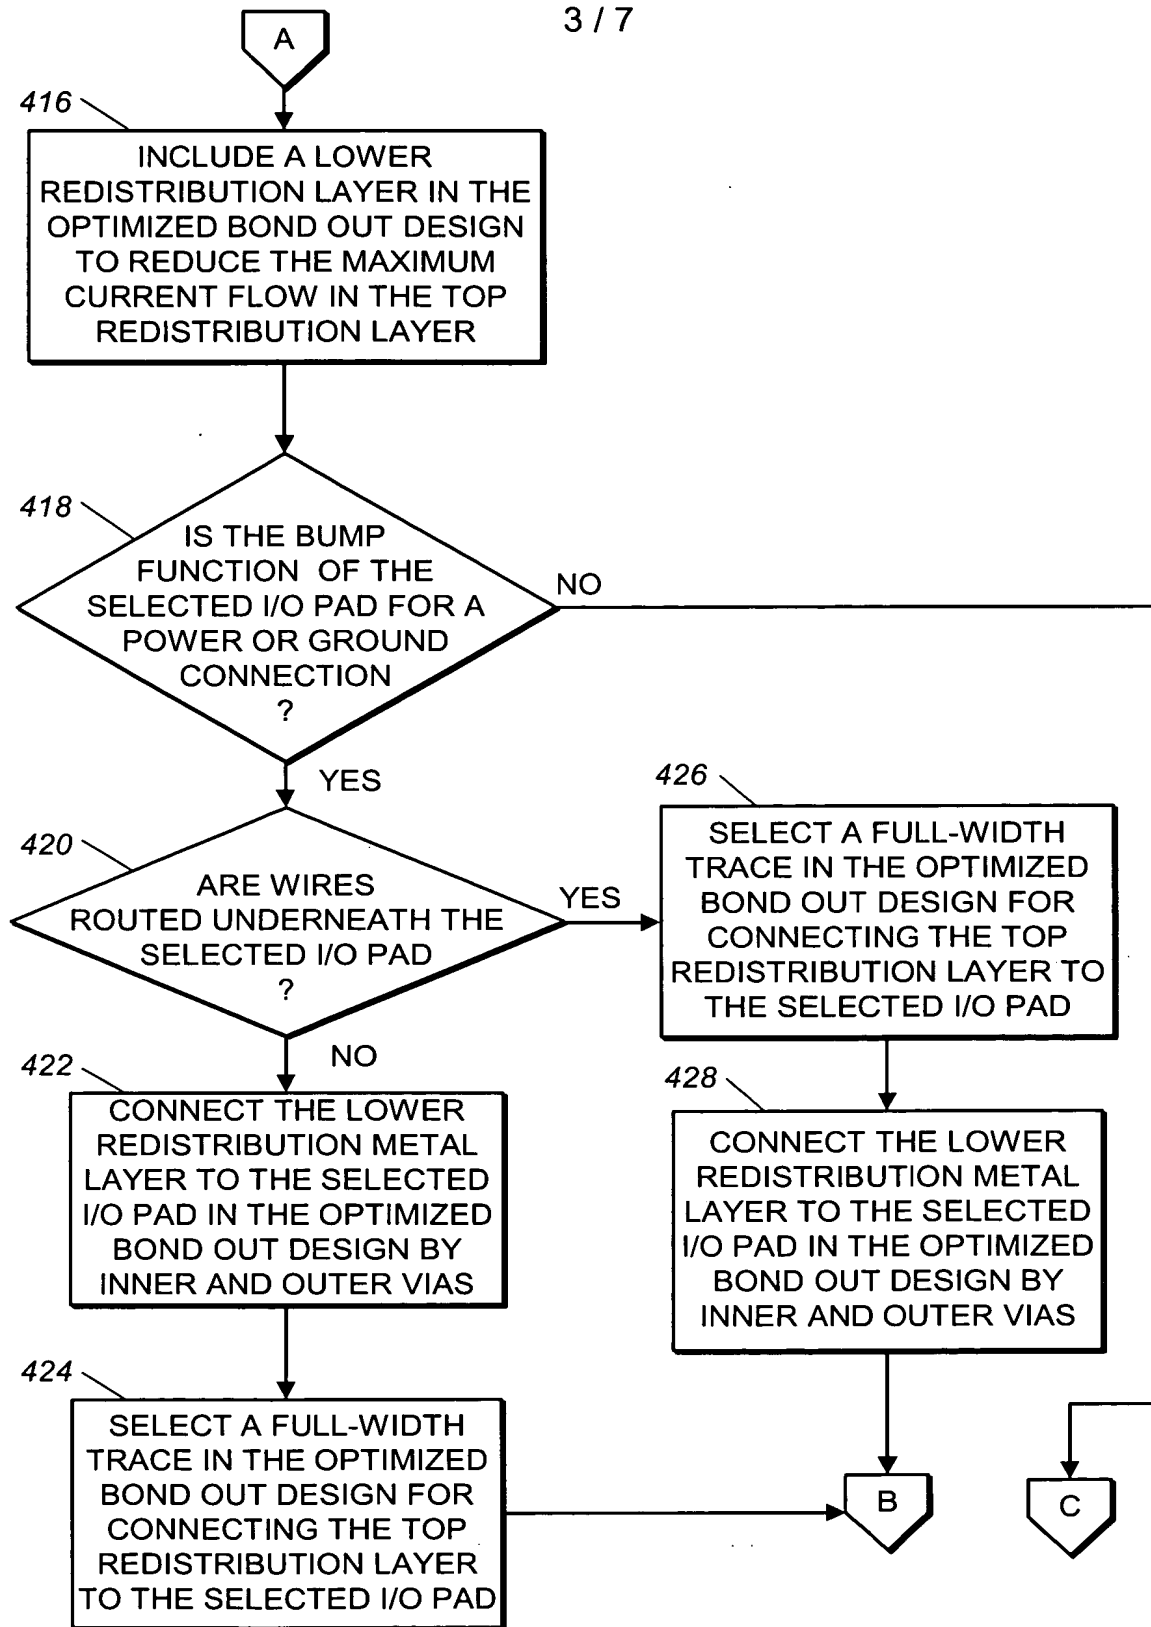 3 / 7
A
416
INCLUDE A LOWER
REDISTRIBUTION LAYER IN THE
OPTIMIZED BOND OUT DESIGN
TO REDUCE THE MAXIMUM
CURRENT FLOW IN THE TOP
REDISTRIBUTION LAYER
418
IS THE BUMP
FUNCTION OF THE
SELECTED I/O PAD FOR A
POWER OR GROUND
CONNECTION
?
NO
YES
420
ARE WIRES
ROUTED UNDERNEATH THE
SELECTED I/O PAD
?
YES
NO
426
SELECT A FULL-WIDTH
TRACE IN THE OPTIMIZED
BOND OUT DESIGN FOR
CONNECTING THE TOP
REDISTRIBUTION LAYER TO
THE SELECTED I/O PAD
422
CONNECT THE LOWER
REDISTRIBUTION METAL
LAYER TO THE SELECTED
I/O PAD IN THE OPTIMIZED
BOND OUT DESIGN BY
INNER AND OUTER VIAS
428
CONNECT THE LOWER
REDISTRIBUTION METAL
LAYER TO THE SELECTED
I/O PAD IN THE OPTIMIZED
BOND OUT DESIGN BY
INNER AND OUTER VIAS
424
SELECT A FULL-WIDTH
TRACE IN THE OPTIMIZED
BOND OUT DESIGN FOR
CONNECTING THE TOP
REDISTRIBUTION LAYER
TO THE SELECTED I/O PAD
B
C